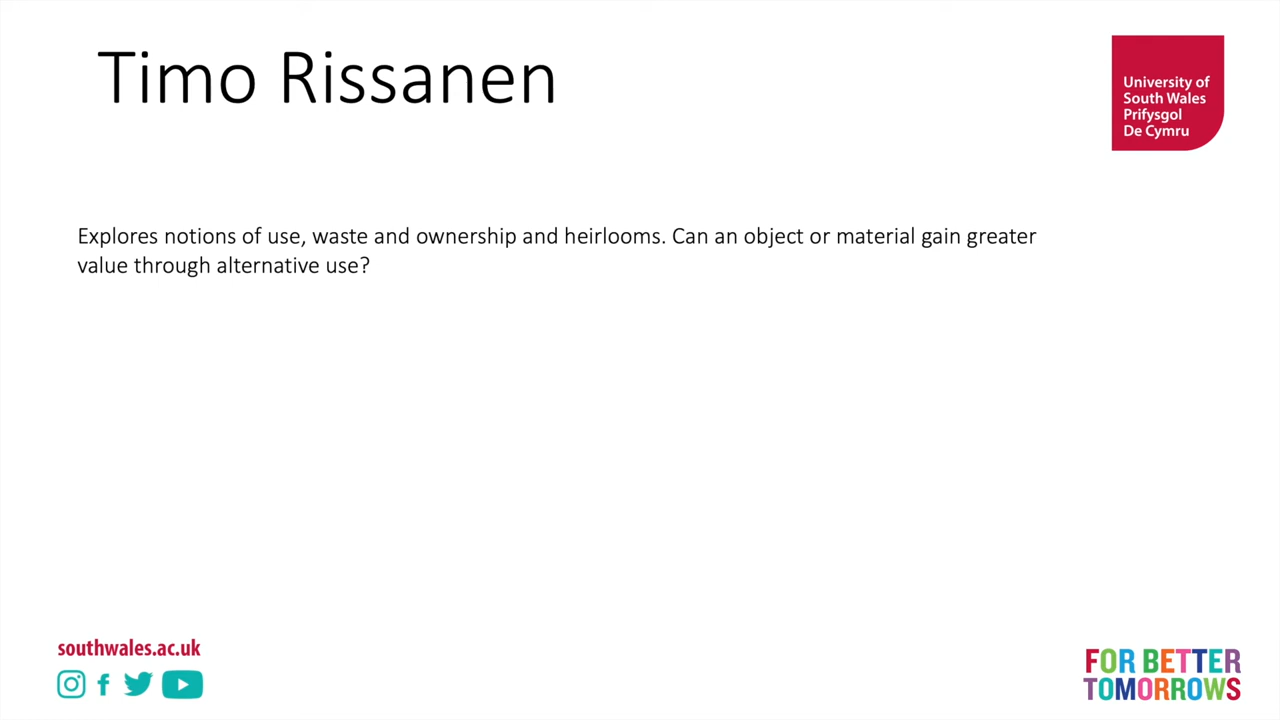 Timo Rissanen
University of
South Wales
Prifysgol
De Cymru
Explores notions of use, waste and ownership and heirlooms. Can an object or material gain greater
value through alternative use?
southwales.ac.uk
FOR BETTER
TOMORROWS